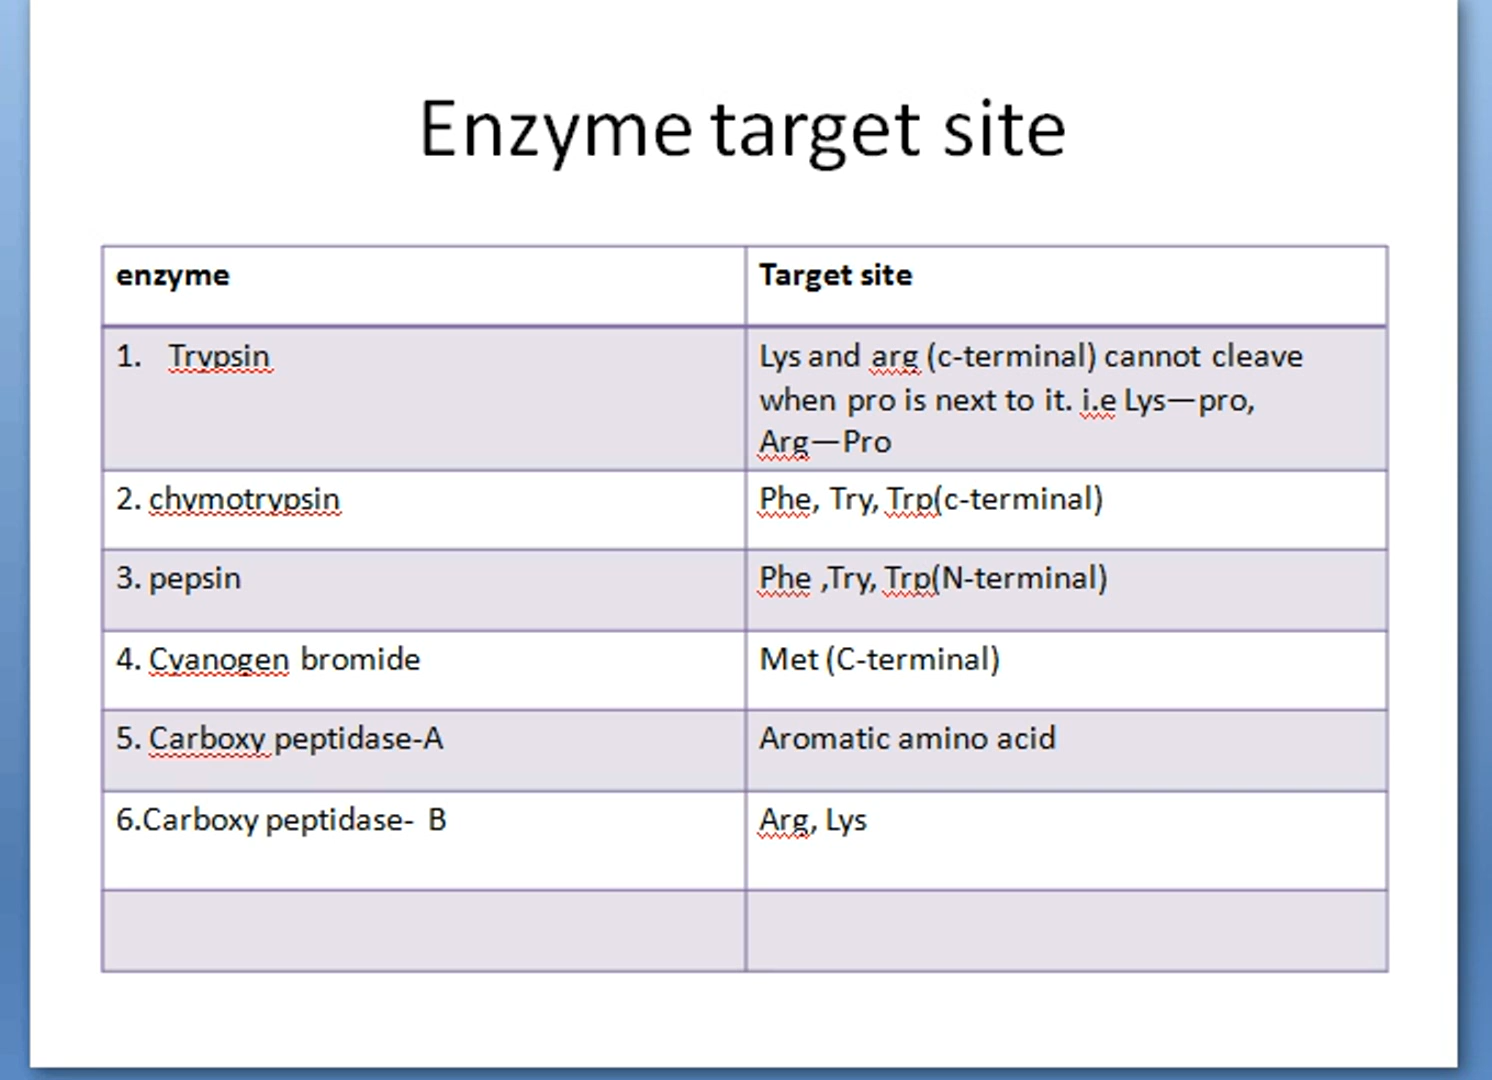 Enzyme target site
enzyme
Target site
1. Trypsin
Lys and arg (c-terminal) cannot cleave
when pro is next to it. i.e Lys—pro,
Arg—Pro
2. chymotrypsin
Phe, Try, Trp(c-terminal)
3. pepsin
Phe ,Try, Trp(N-terminal)
4. Cyanogen bromide
Met (C-terminal)
5. Carboxy peptidase-A
Aromatic amino acid
6.Carboxy peptidase- B
Arg, Lys